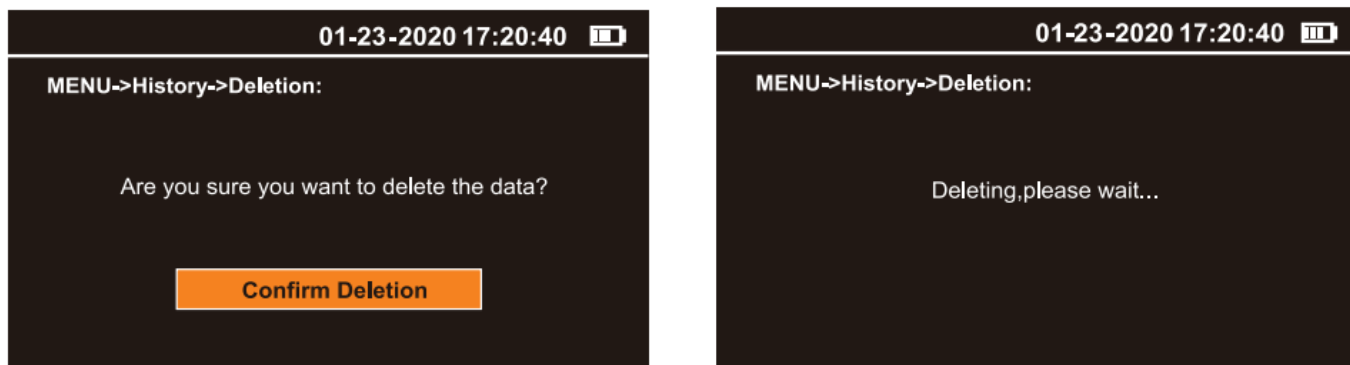 01-23-2020 17:20:40
MENU->History->Deletion:
Are you sure you want to delete the data?
Confirm Deletion
01-23-2020 17:20:40
MENU->History->Deletion:
Deleting,please wait...